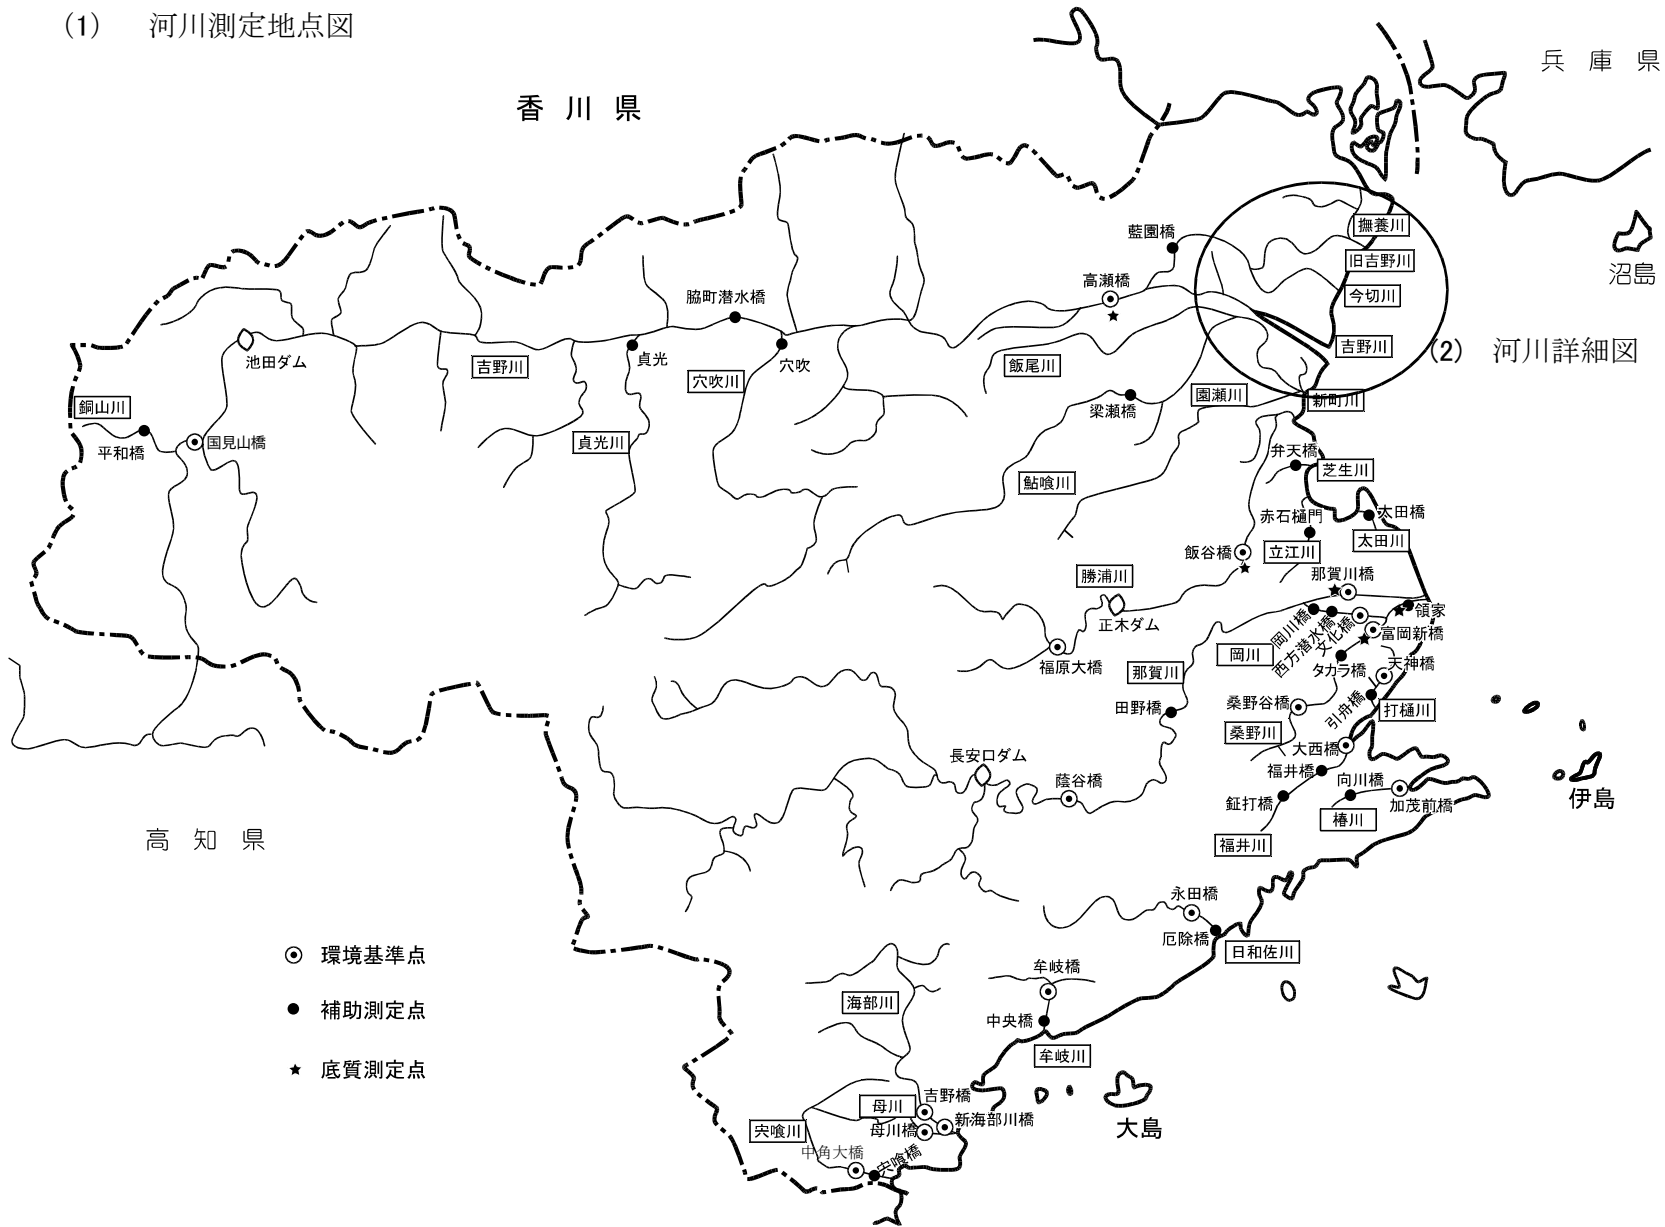 (1) 河川測定地点図
兵庫県
香川県
撫養川
藍園橋
旧吉野川
沼島
高瀬橋
今切川
脇町潜水橋
吉野川
(2) 河川詳細図
池田ダム
吉野川
貞光
穴吹
飯尾川
穴吹川
銅山川
園瀬川
新町川
梁瀬橋
国見山橋
貞光川
平和橋
弁天橋
芝生川
鮎喰川
赤石樋門
太田橋
太田川
飯谷橋
立江川
勝浦川
那賀川橋
領家
正木ダム
岡川橋
西方潜水橋
文化橋
富岡新橋
岡川
福原大橋
那賀川
タカラ橋
天神橋
桑野谷橋
引舟橋
打樋川
田野橋
桑野川
大西橋
長安口ダム
福井橋
蔭谷橋
向川橋
伊島
鉦打橋
加茂前橋
椿川
高知県
福井川
永田橋
厄除橋
日和佐川
環境基準点
牟岐橋
海部川
補助測定点
中央橋
牟岐川
底質測定点
吉野橋
母川
新海部川橋
大島
宍喰川
母川橋
中角大橋
宍喰橋